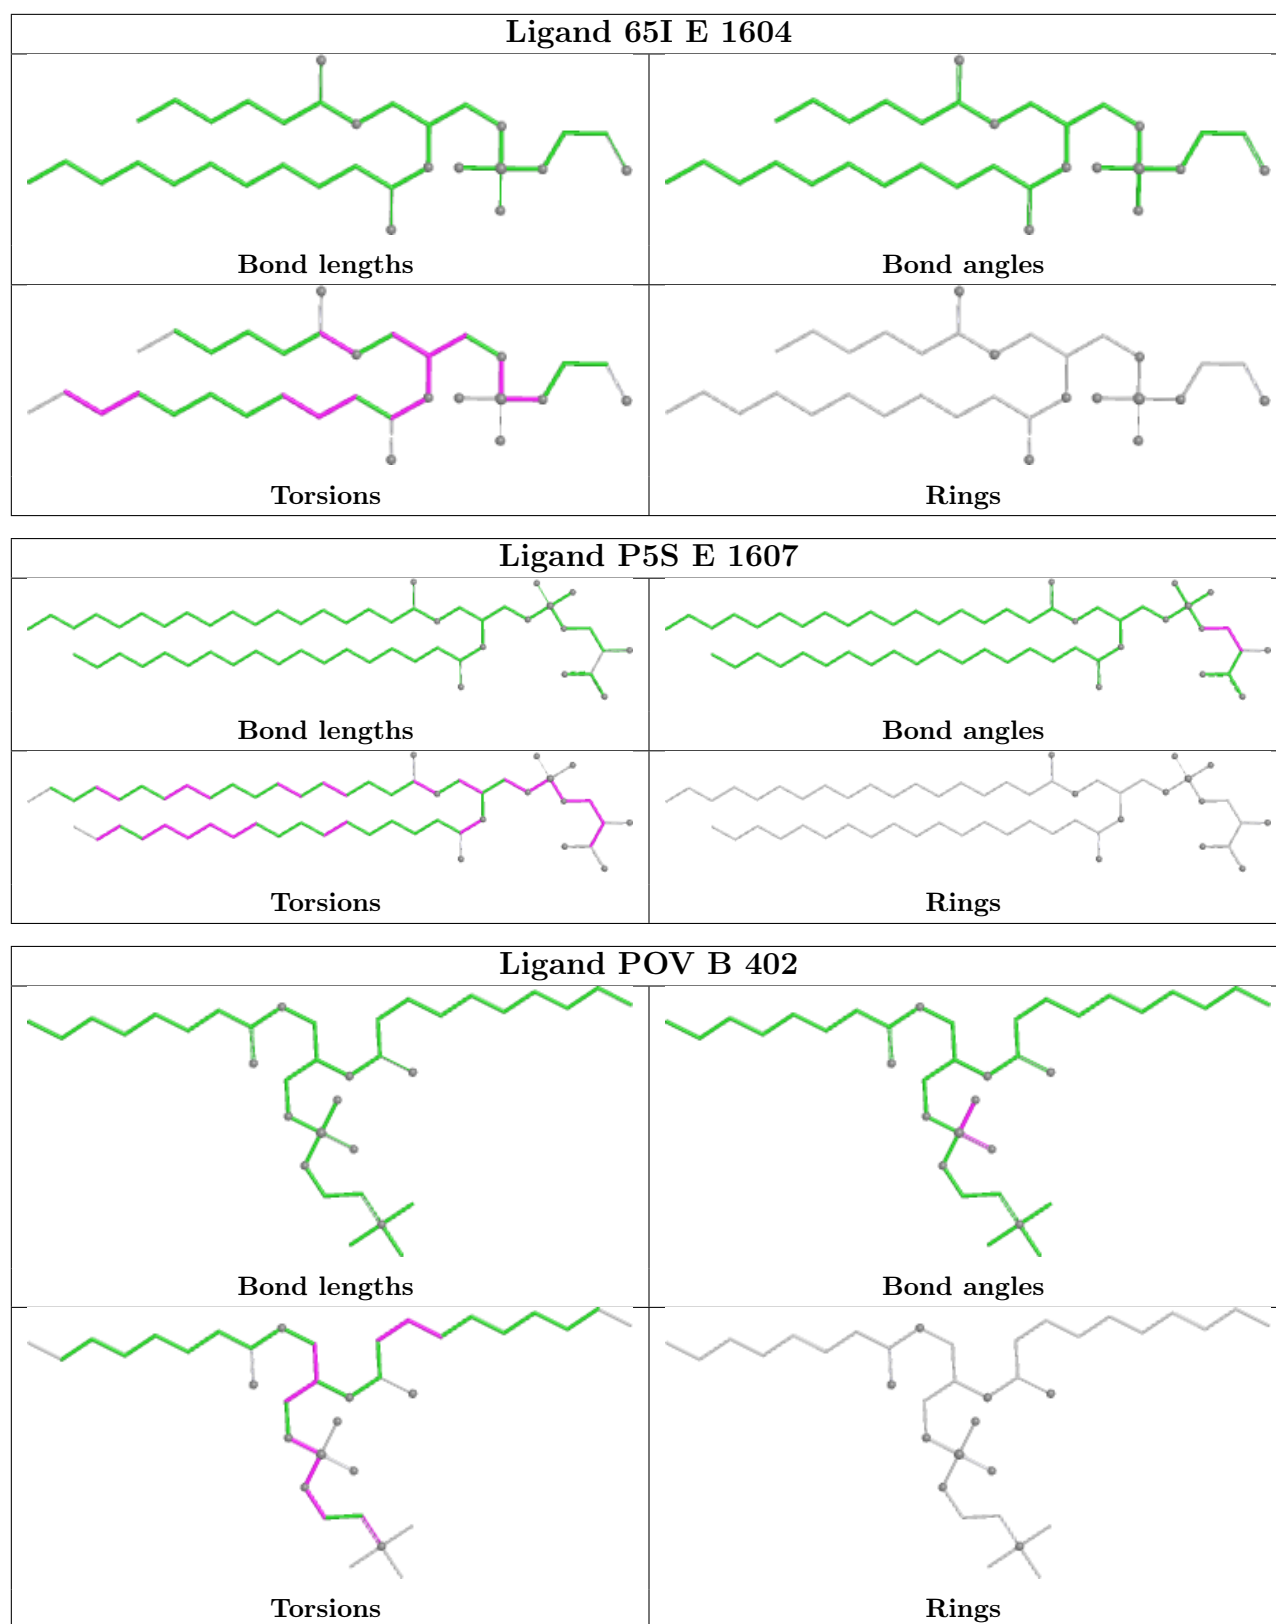 Ligand 65I E 1604
Bond lengths
Bond angles
Torsions
Rings
Ligand P5S E 1607
Bond lengths
Bond angles
Torsions
Rings
Ligand POV B 402
Bond lengths
Bond angles
Torsions
Rings